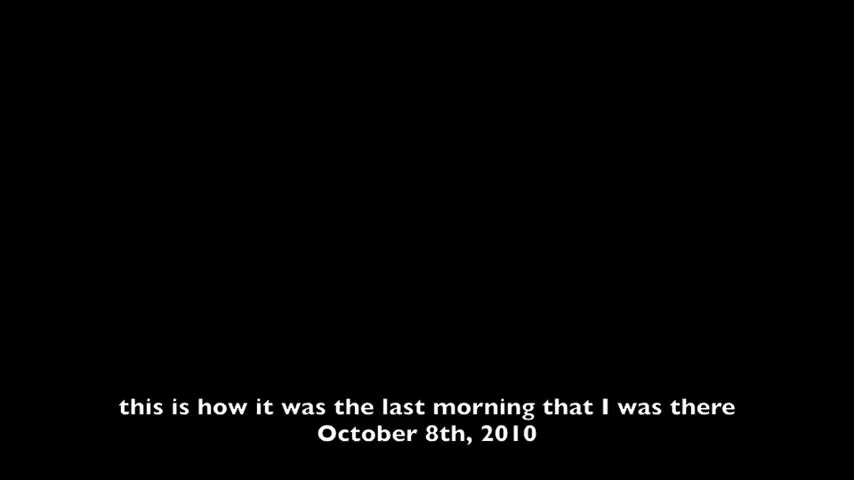 this is how it was the last morning that I was there
October 8th, 2010